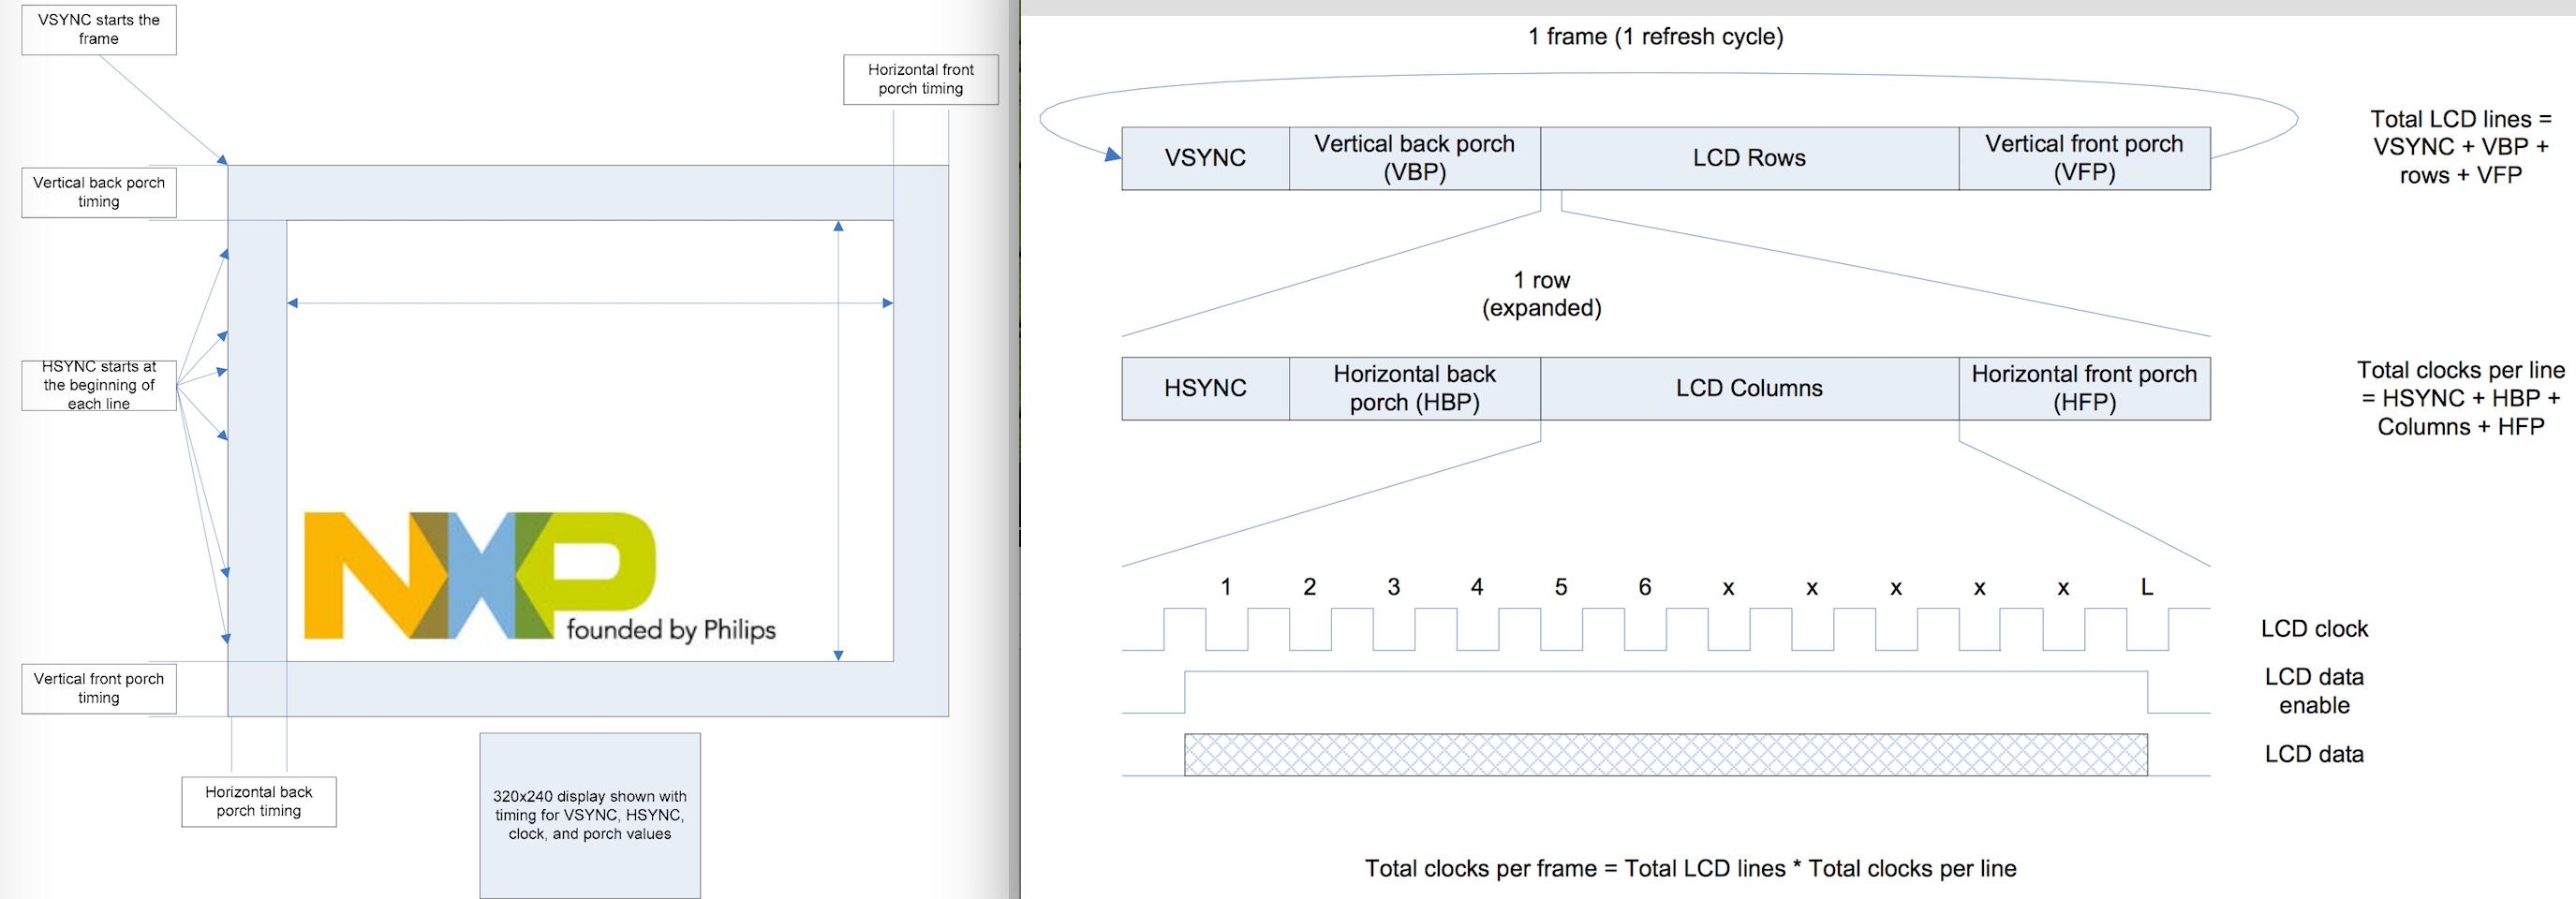 VSYNC starts the
frame
Horizontal front
porch timing
Vertical back porch
timing
HSYNC starts at
the beginning of
each line
NXP
founded by Philips
Vertical front porch
timing
Horizontal back
porch timing
320x240 display shown with
timing for VSYNC, HSYNC,
clock, and porch values
1 frame (1 refresh cycle)
VSYNC
Vertical back porch
(VBP)
LCD Rows
Vertical front porch
(VFP)
Total LCD lines =
VSYNC + VBP +
rows + VFP
1 row
(expanded)
HSYNC
Horizontal back
porch (HBP)
LCD Columns
Horizontal front porch
(HFP)
Total clocks per line
= HSYNC + HBP +
Columns + HFP
1 2 3 4 5 6 x x x x x L
LCD clock
LCD data
enable
LCD data
Total clocks per frame = Total LCD lines * Total clocks per line